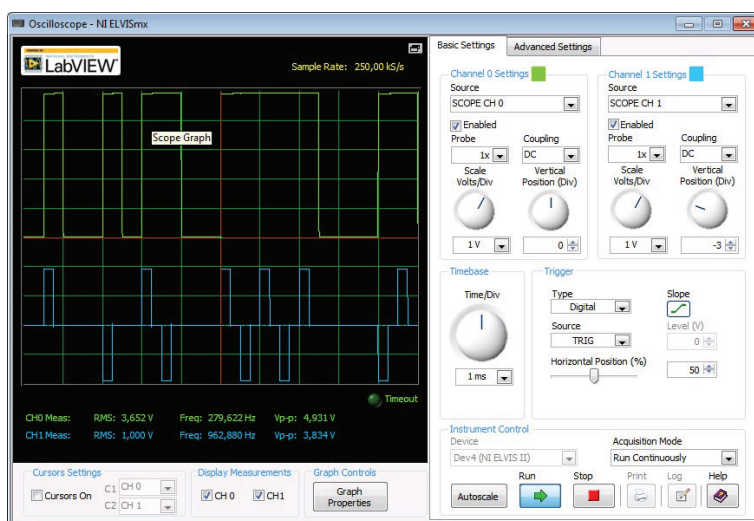 Oscilloscope - NI ELVISmx
LabVIEW
Sample Rate: 250,00 kS/s
Scope Graph
Timeout
CH0 Meas: RMS: 3,652 V Freq: 279,622 Hz Vp-p: 4,931 V
CH1 Meas: RMS: 1,000 V Freq: 962,880 Hz Vp-p: 3,834 V
Cursors Settings
Cursors On
C1 CH 0
C2 CH 1
Display Measurements
CH 0 CH1
Graph Controls
Graph
Properties
Basic Settings Advanced Settings
Channel 0 Settings
Source
SCOPE CH 0
Enabled
Probe Coupling
1x DC
Scale Vertical
Volts/Div Position (Div)
1 V 0
Channel 1 Settings
Source
SCOPE CH 1
Enabled
Probe Coupling
1x DC
Scale Vertical
Volts/Div Position (Div)
1 V -3
Timebase
Time/Div
1 ms
Trigger
Type
Digital
Slope
Source
TRIG
Level (V)
0
Horizontal Position (%)
50
Instrument Control
Device
Dev4 (NI ELVIS II)
Acquisition Mode
Run Continuously
Run Stop Print Log Help
Autoscale